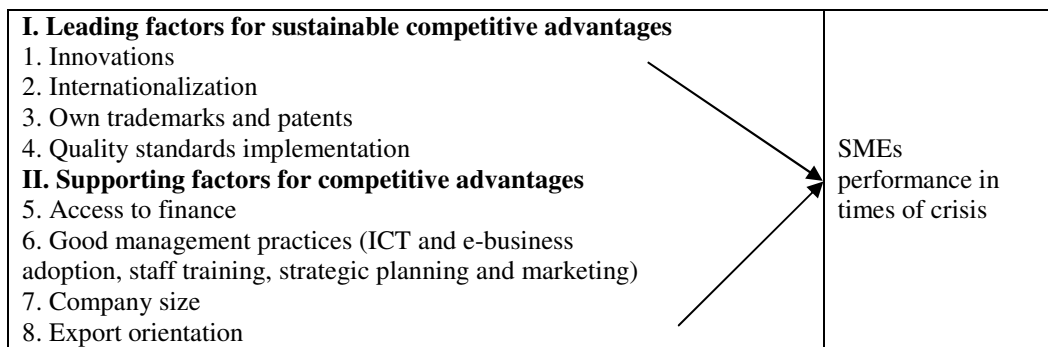 I. Leading factors for sustainable competitive advantages
1. Innovations
2. Internationalization
3. Own trademarks and patents
4. Quality standards implementation
II. Supporting factors for competitive advantages
5. Access to finance
6. Good management practices (ICT and e-business
adoption, staff training, strategic planning and marketing)
7. Company size
8. Export orientation
SMEs
performance in
times of crisis